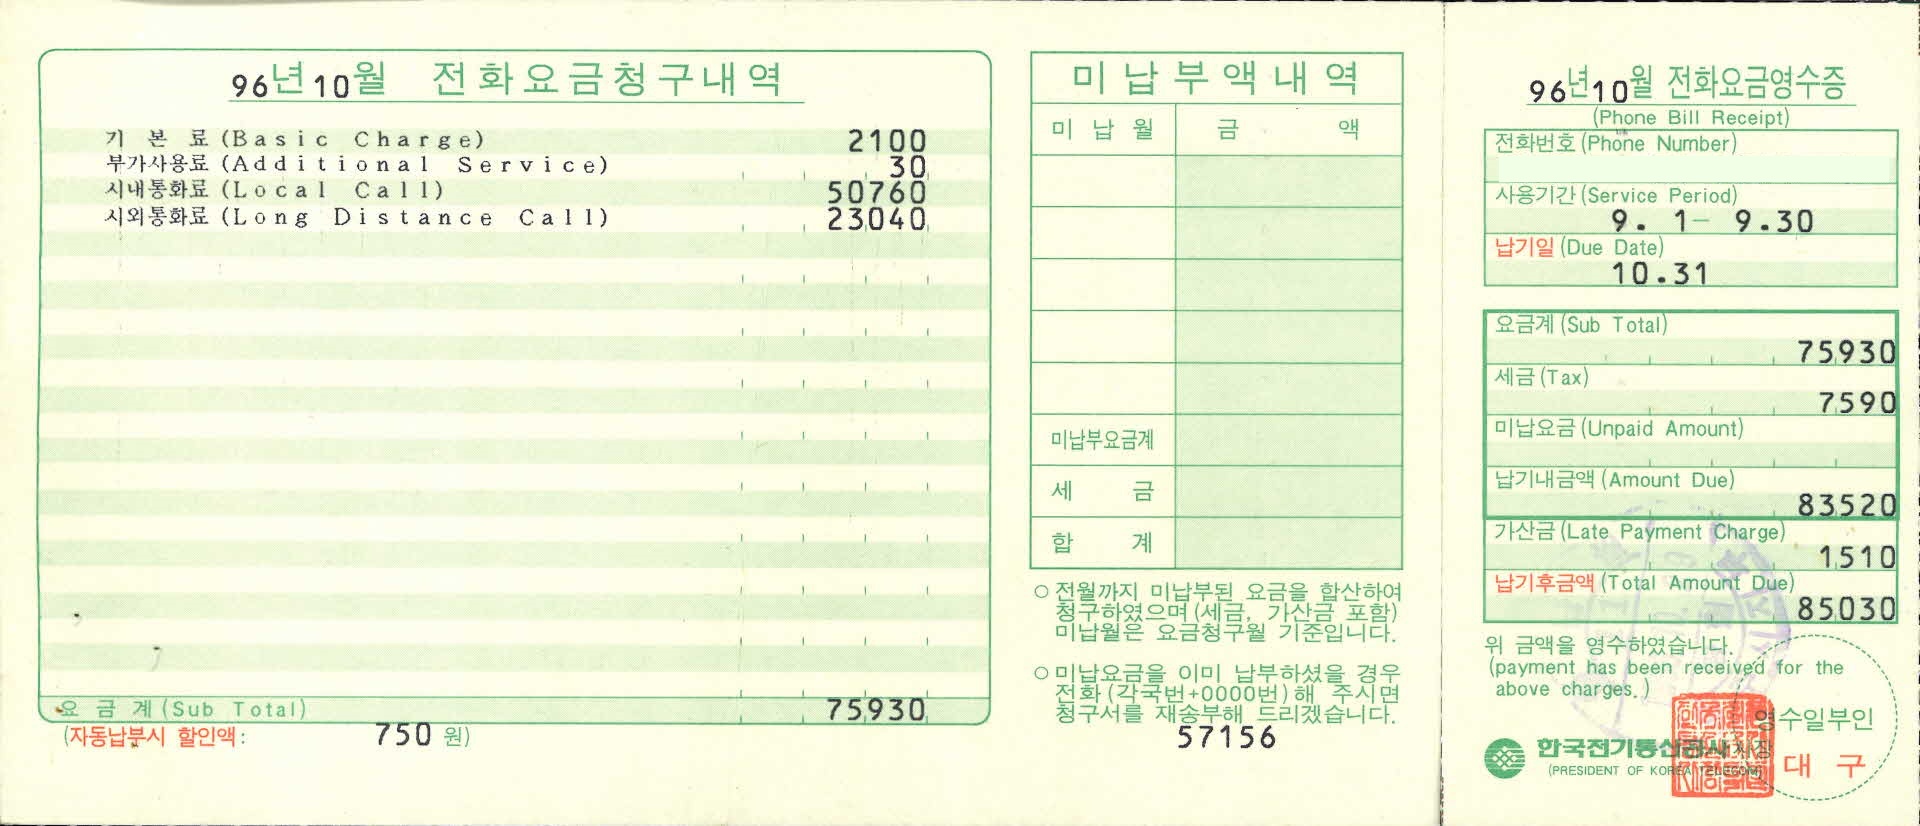 96년10월 전화요금청구내역
기 본 료(Basic Charge) 2100
부가사용료(Additional Service) 30
시내통화료(Local Call) 50760
시외통화료(Long Distance Call) 23040
요 금 계(Sub Total) 75930
(자동납부시 할인액: 750 원)
미납부액내역
미 납 월 금 액
미납부요금계
세 금
합 계
○ 전월까지 미납부된 요금을 합산하여
청구하였으며(세금, 가산금 포함)
미납월은 요금청구월 기준입니다.
○ 미납요금을 이미 납부하셨을 경우
전화(각국번+0000번)해 주시면
청구서를 재송부해 드리겠습니다.
57156
96년10월 전화요금영수증
(Phone Bill Receipt)
전화번호(Phone Number)
사용기간(Service Period)
9. 1- 9.30
납기일(Due Date)
10.31
요금계(Sub Total)
75930
세금(Tax)
7590
미납요금(Unpaid Amount)
납기내금액(Amount Due)
83520
가산금(Late Payment Charge)
1510
납기후금액(Total Amount Due)
85030
위 금액을 영수하였습니다.
(payment has been received for the
above charges.)
영수일부인
한국전기통신공사사장
(PRESIDENT OF KOREA TELECOM)
대 구